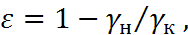 𝜀 = 1 − 𝛾н/𝛾к ,